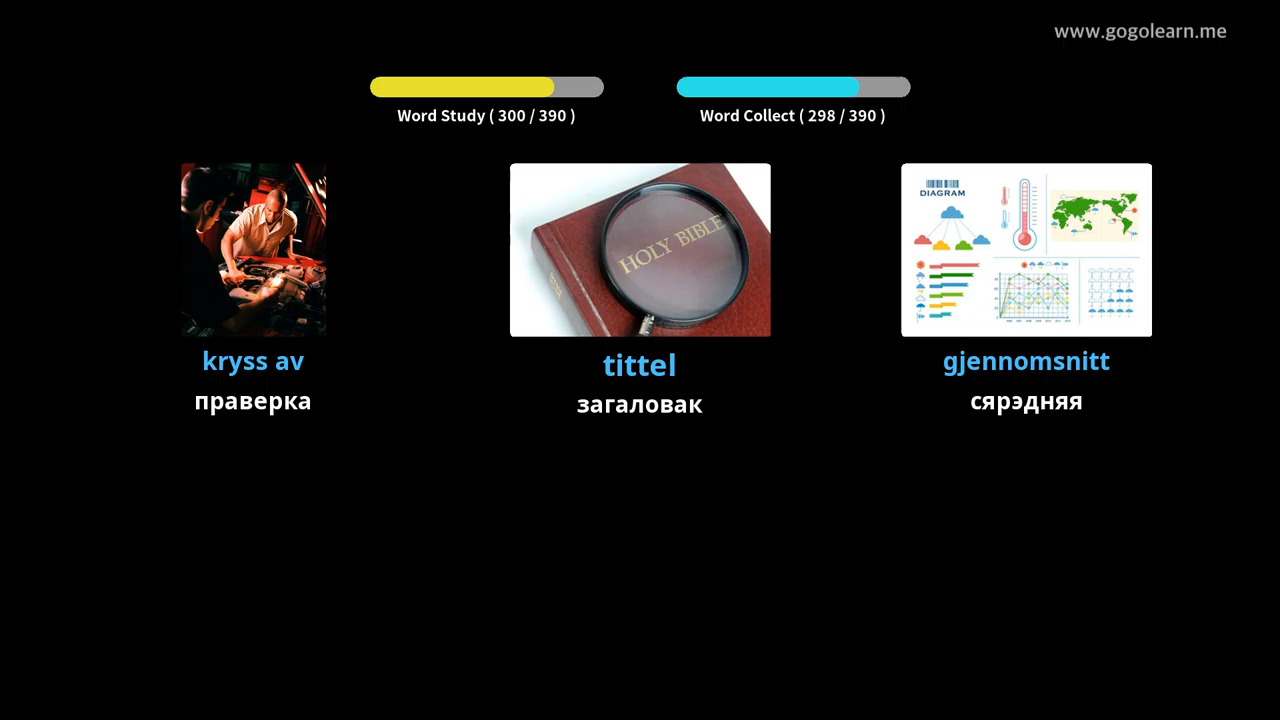 www.gogolearn.me
Word Study ( 300 / 390 )
Word Collect ( 298 / 390 )
HOLY BIBLE
DIAGRAM
kryss av
tittel
gjennomsnitt
праверка
загаловак
сярэдняя